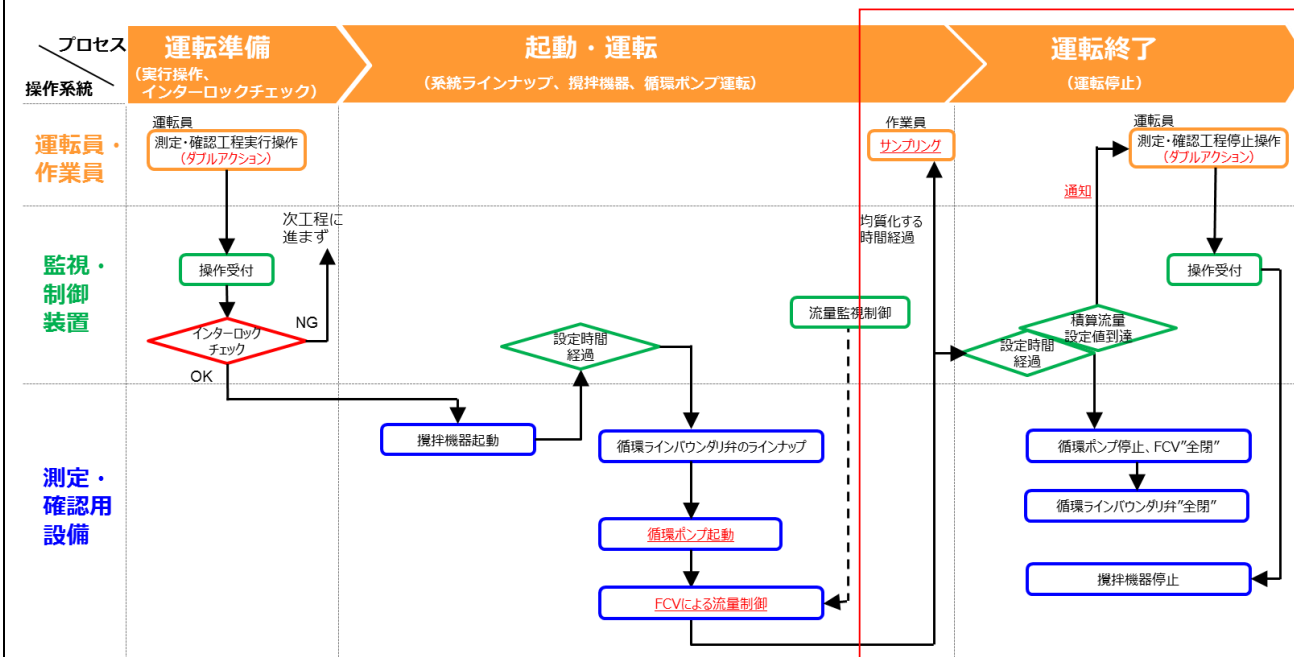 プロセス
操作系統
運転準備
(実行操作、
インターロックチェック)
起動・運転
(系統ラインナップ、攪拌機器、循環ポンプ運転)
運転終了
(運転停止)
運転員・
作業員
運転員
測定・確認工程実行操作
(ダブルアクション)
作業員
サンプリング
運転員
測定・確認工程停止操作
(ダブルアクション)
通知
監視・
制御
装置
次工程に
進まず
操作受付
インターロック
チェック
NG
OK
設定時間
経過
均質化する
時間経過
流量監視制御
積算流量
設定値到達
設定時間
経過
操作受付
測定・
確認用
設備
攪拌機器起動
循環ラインバウンダリ弁のラインナップ
循環ポンプ起動
FCVによる流量制御
循環ポンプ停止、FCV”全閉”
循環ラインバウンダリ弁”全閉”
攪拌機器停止